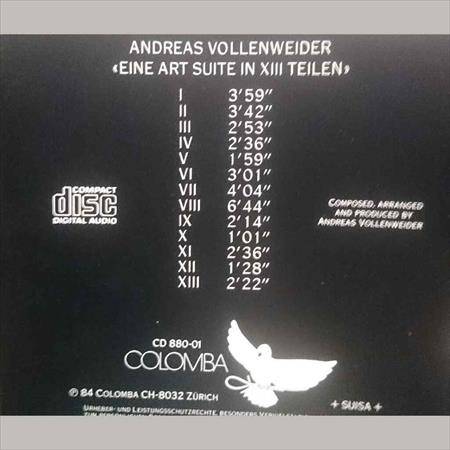 ANDREAS VOLLENWEIDER
«EINE ART SUITE IN XIII TEILEN»
I 3'59"
II 3'42"
III 2'53"
IV 2'36"
V 1'59"
VI 3'01"
VII 4'04"
VIII 6'44"
IX 2'14"
X 1'01"
XI 2'36"
XII 1'28"
XIII 2'22"
COMPACT
disc
DIGITAL AUDIO
COMPOSED, ARRANGED
AND PRODUCED BY
ANDREAS VOLLENWEIDER
CD 880-01
COLOMBA
℗ 84 COLOMBA CH-8032 ZÜRICH
+ SUISA +
URHEBER- UND LEISTUNGSSCHUTZRECHTE, BESONDERS